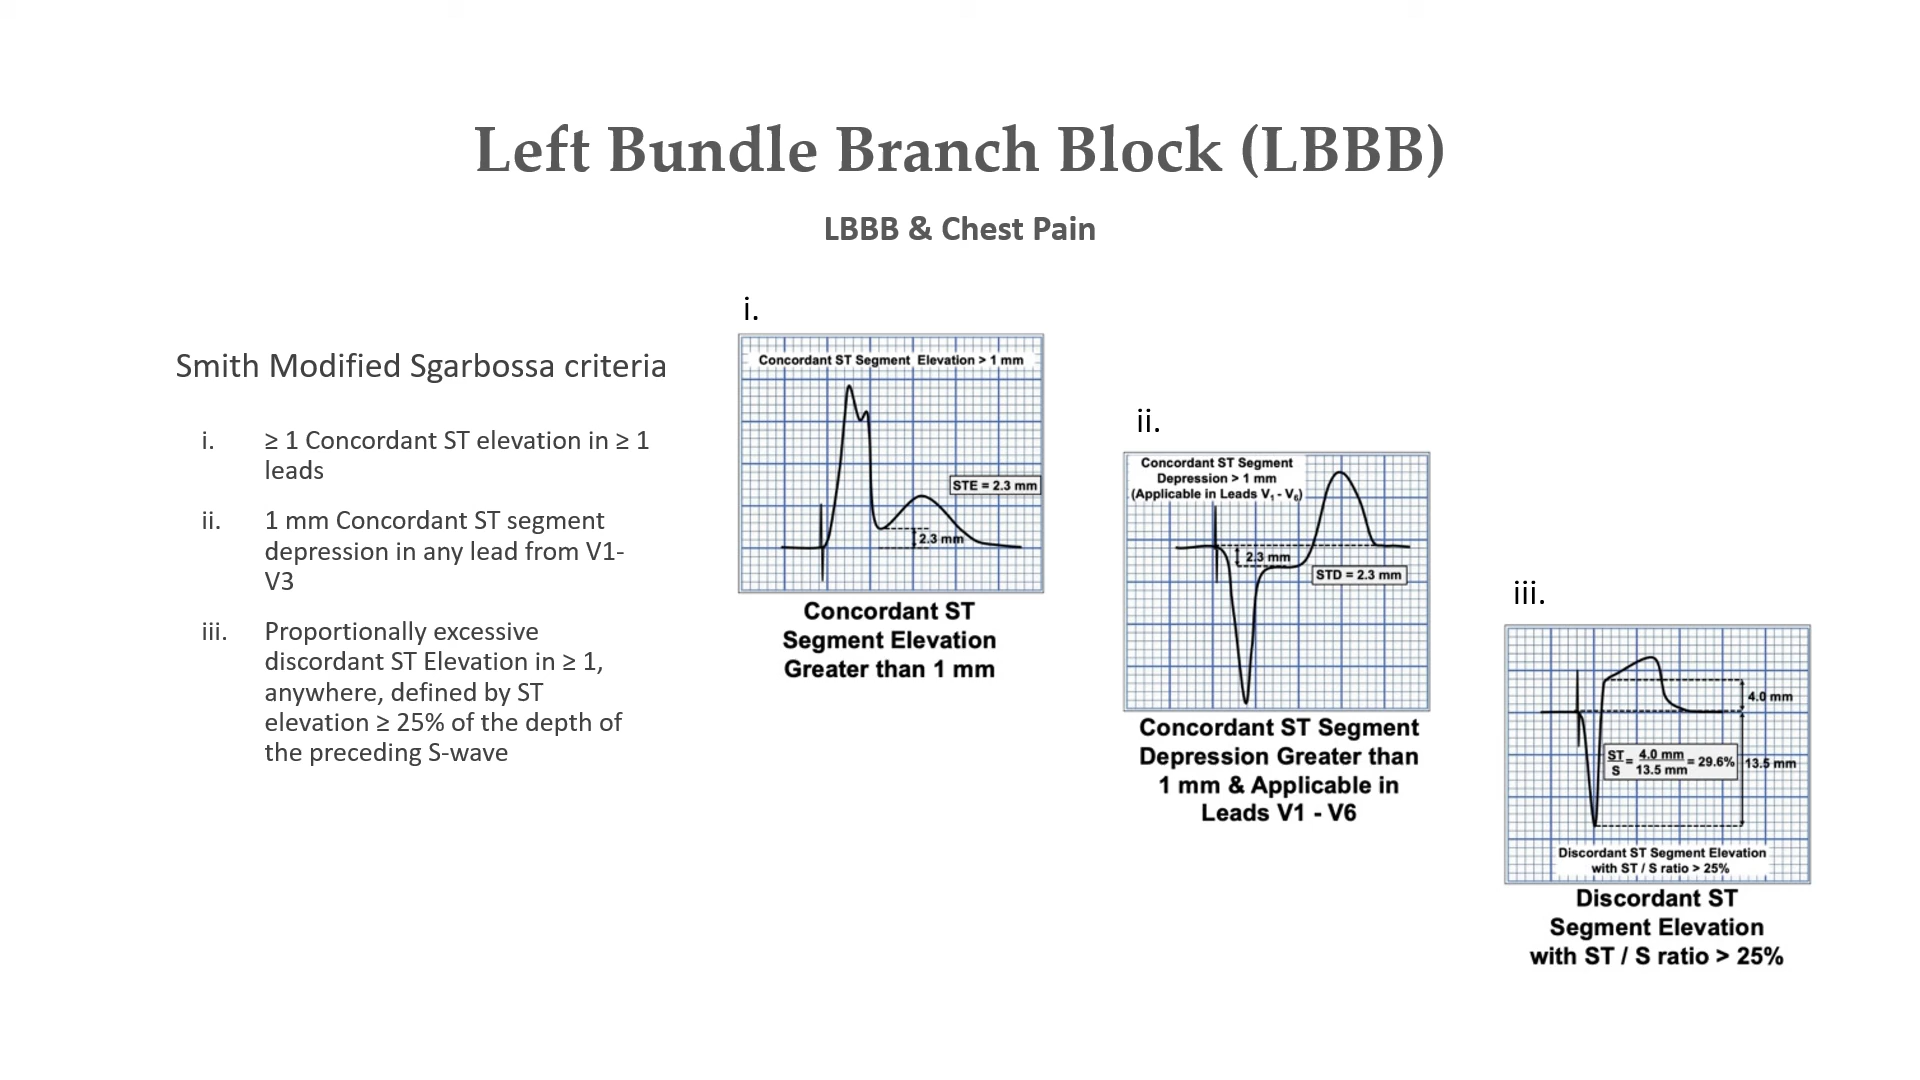 Left Bundle Branch Block (LBBB)
LBBB & Chest Pain
Smith Modified Sgarbossa criteria
i. ≥ 1 Concordant ST elevation in ≥ 1
leads
ii. 1 mm Concordant ST segment
depression in any lead from V1-
V3
iii. Proportionally excessive
discordant ST Elevation in ≥ 1,
anywhere, defined by ST
elevation ≥ 25% of the depth of
the preceding S-wave
i.
Concordant ST Segment Elevation > 1 mm
STE = 2.3 mm
2.3 mm
Concordant ST
Segment Elevation
Greater than 1 mm
ii.
Concordant ST Segment
Depression > 1 mm
(Applicable in Leads V₁ - V₆)
2.3 mm
STD = 2.3 mm
Concordant ST Segment
Depression Greater than
1 mm & Applicable in
Leads V1 - V6
iii.
4.0 mm
ST/S = 4.0 mm/13.5 mm = 29.6%
13.5 mm
Discordant ST Segment Elevation
with ST / S ratio > 25%
Discordant ST
Segment Elevation
with ST / S ratio > 25%